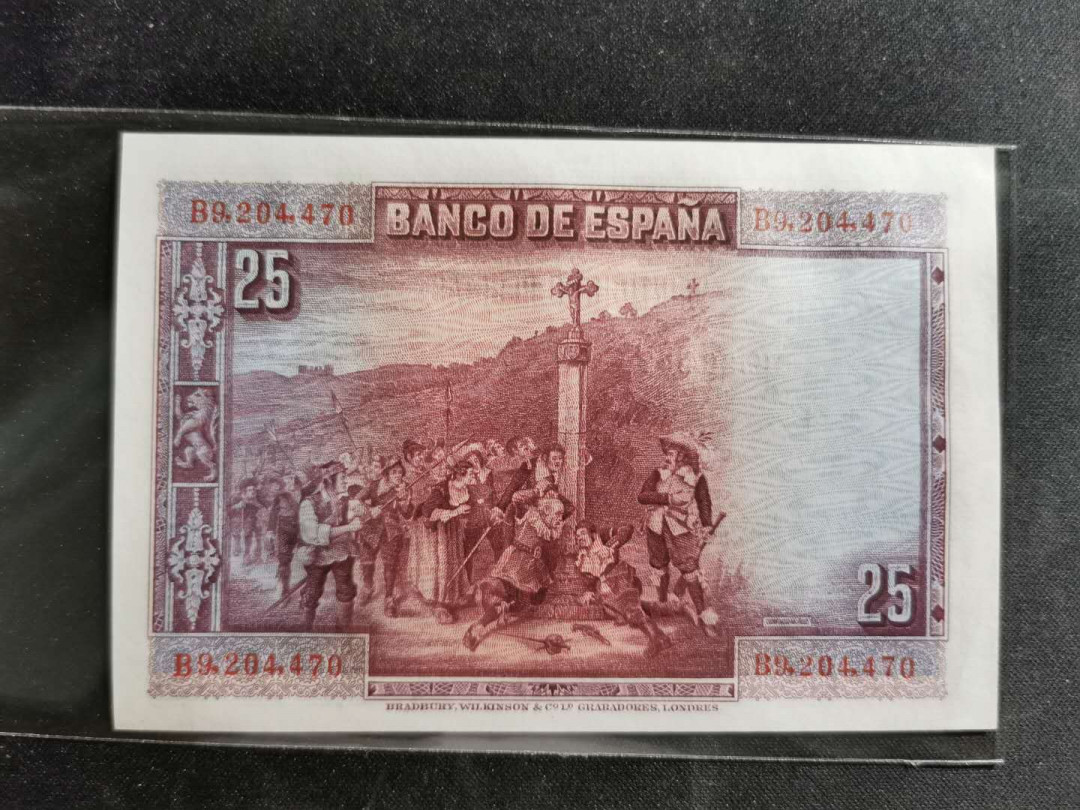 B9,204,470 BANCO DE ESPAÑA B9,204,470
25
25
B9,204,470 B9,204,470
BRADBURY, WILKINSON & Cº Lº GRABADORES, LONDRES